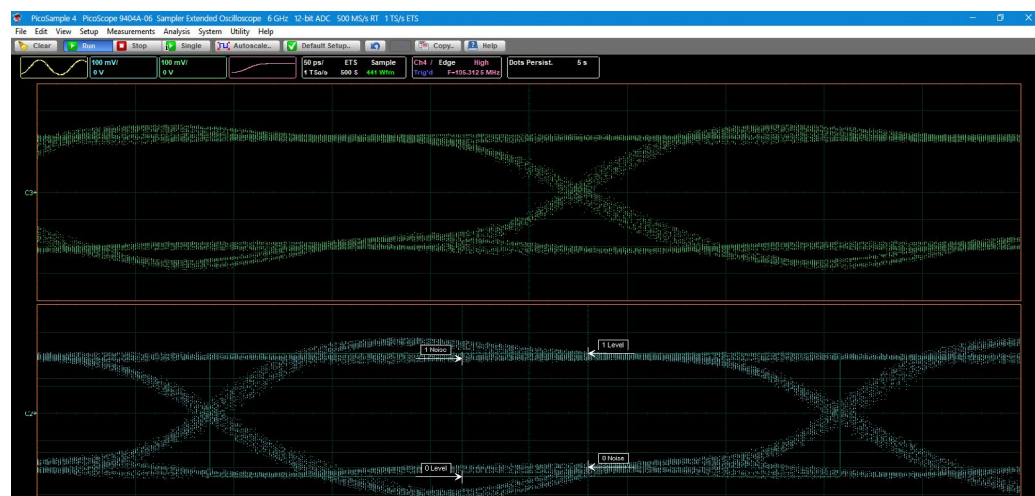 PicoSample 4 PicoScope 9404A-06 Sampler Extended Oscilloscope 6 GHz 12-bit ADC 500 MS/s RT 1 TS/s ETS
File Edit View Setup Measurements Analysis System Utility Help
Clear Run Stop Single Autoscale.. Default Setup.. Copy.. Help
100 mV/ 100 mV/ 50 ps/ ETS Sample Ch4 / Edge High Dots Persist. 5 s
0 V 0 V 1 TSa/s 500 S 441 Wfm Trig'd F=195.312 5 MHz
C3
1 Noise
1 Level
C2
0 Noise
0 Level